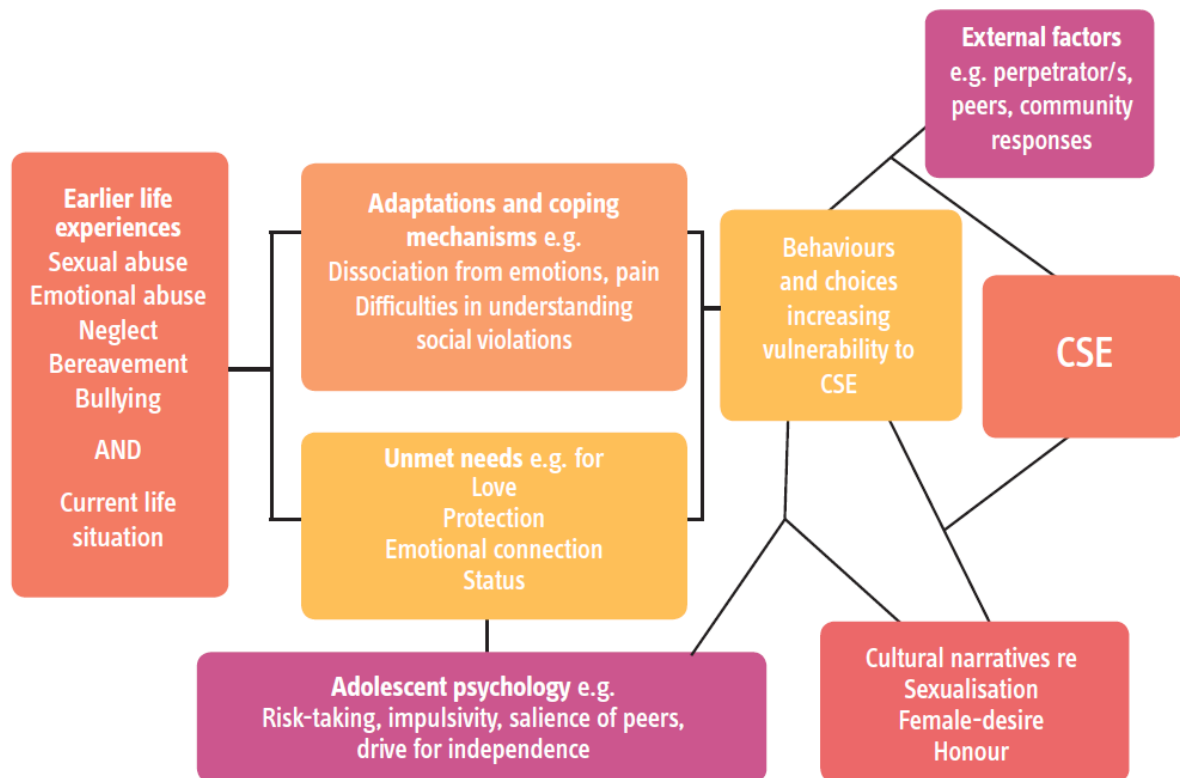 External factors
e.g. perpetrator/s,
peers, community
responses
Earlier life
experiences
Sexual abuse
Emotional abuse
Neglect
Bereavement
Bullying
AND
Current life
situation
Adaptations and coping
mechanisms e.g.
Dissociation from emotions, pain
Difficulties in understanding
social violations
Behaviours
and choices
increasing
vulnerability to
CSE
CSE
Unmet needs e.g. for
Love
Protection
Emotional connection
Status
Adolescent psychology e.g.
Risk-taking, impulsivity, salience of peers,
drive for independence
Cultural narratives re
Sexualisation
Female-desire
Honour